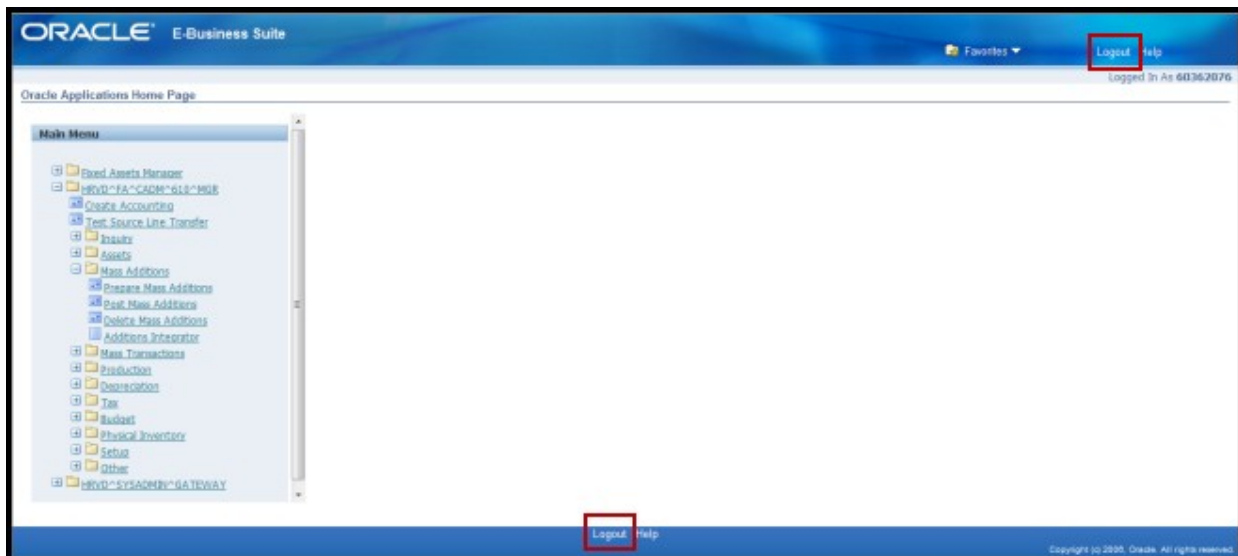 ORACLE® E-Business Suite
Favorites Logout Help
Logged In As 60362076
Oracle Applications Home Page
Main Menu
Fixed Assets Manager
HRVD^FA^CADM^610^MGR
Create Accounting
Test Source Line Transfer
Inquiry
Assets
Mass Additions
Prepare Mass Additions
Post Mass Additions
Delete Mass Additions
Additions Integrator
Mass Transactions
Production
Depreciation
Tax
Budget
Physical Inventory
Setup
Other
HRVD^SYSADMIN^GATEWAY
Logout Help
Copyright (c) 2006, Oracle. All rights reserved.